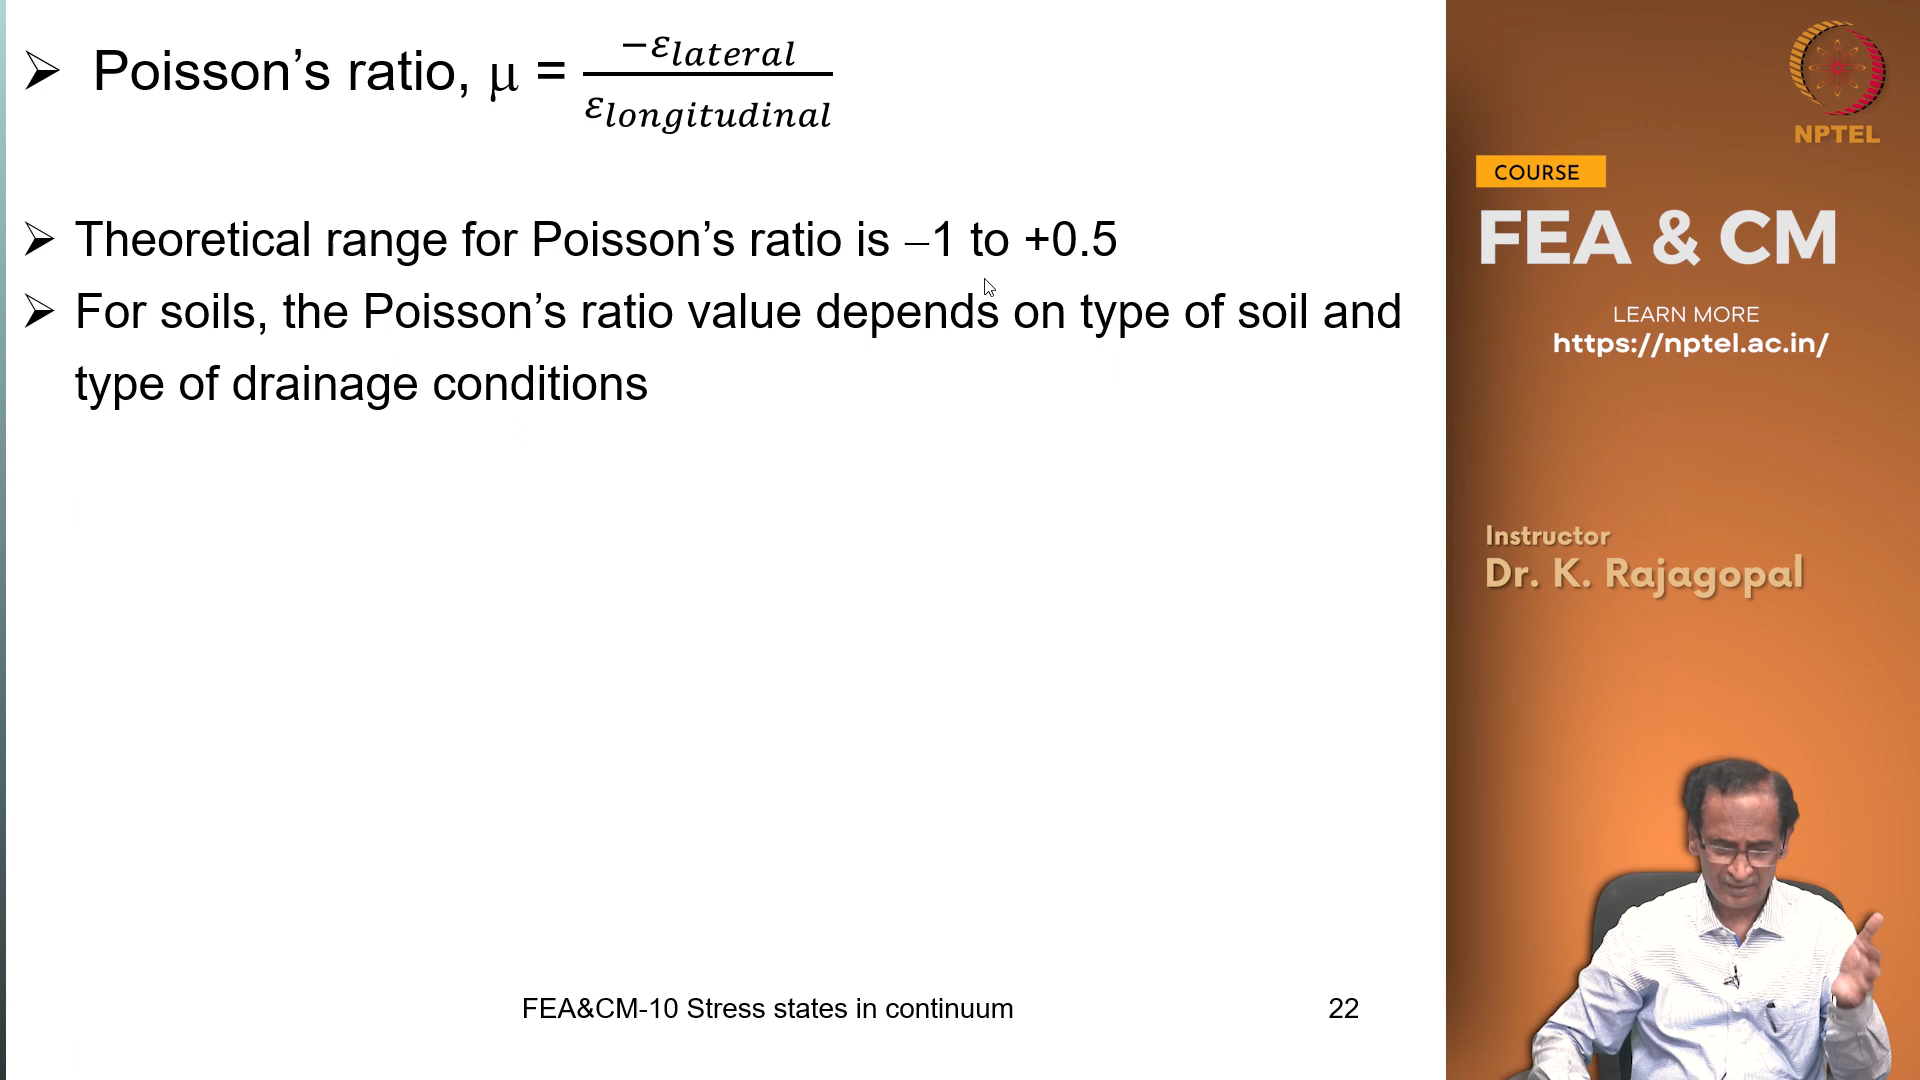 ➢ Poisson’s ratio, μ = −ε_lateral / ε_longitudinal
➢ Theoretical range for Poisson’s ratio is –1 to +0.5
➢ For soils, the Poisson’s ratio value depends on type of soil and
type of drainage conditions
FEA&CM-10 Stress states in continuum
22
NPTEL
COURSE
FEA & CM
LEARN MORE
https://nptel.ac.in/
Instructor
Dr. K. Rajagopal